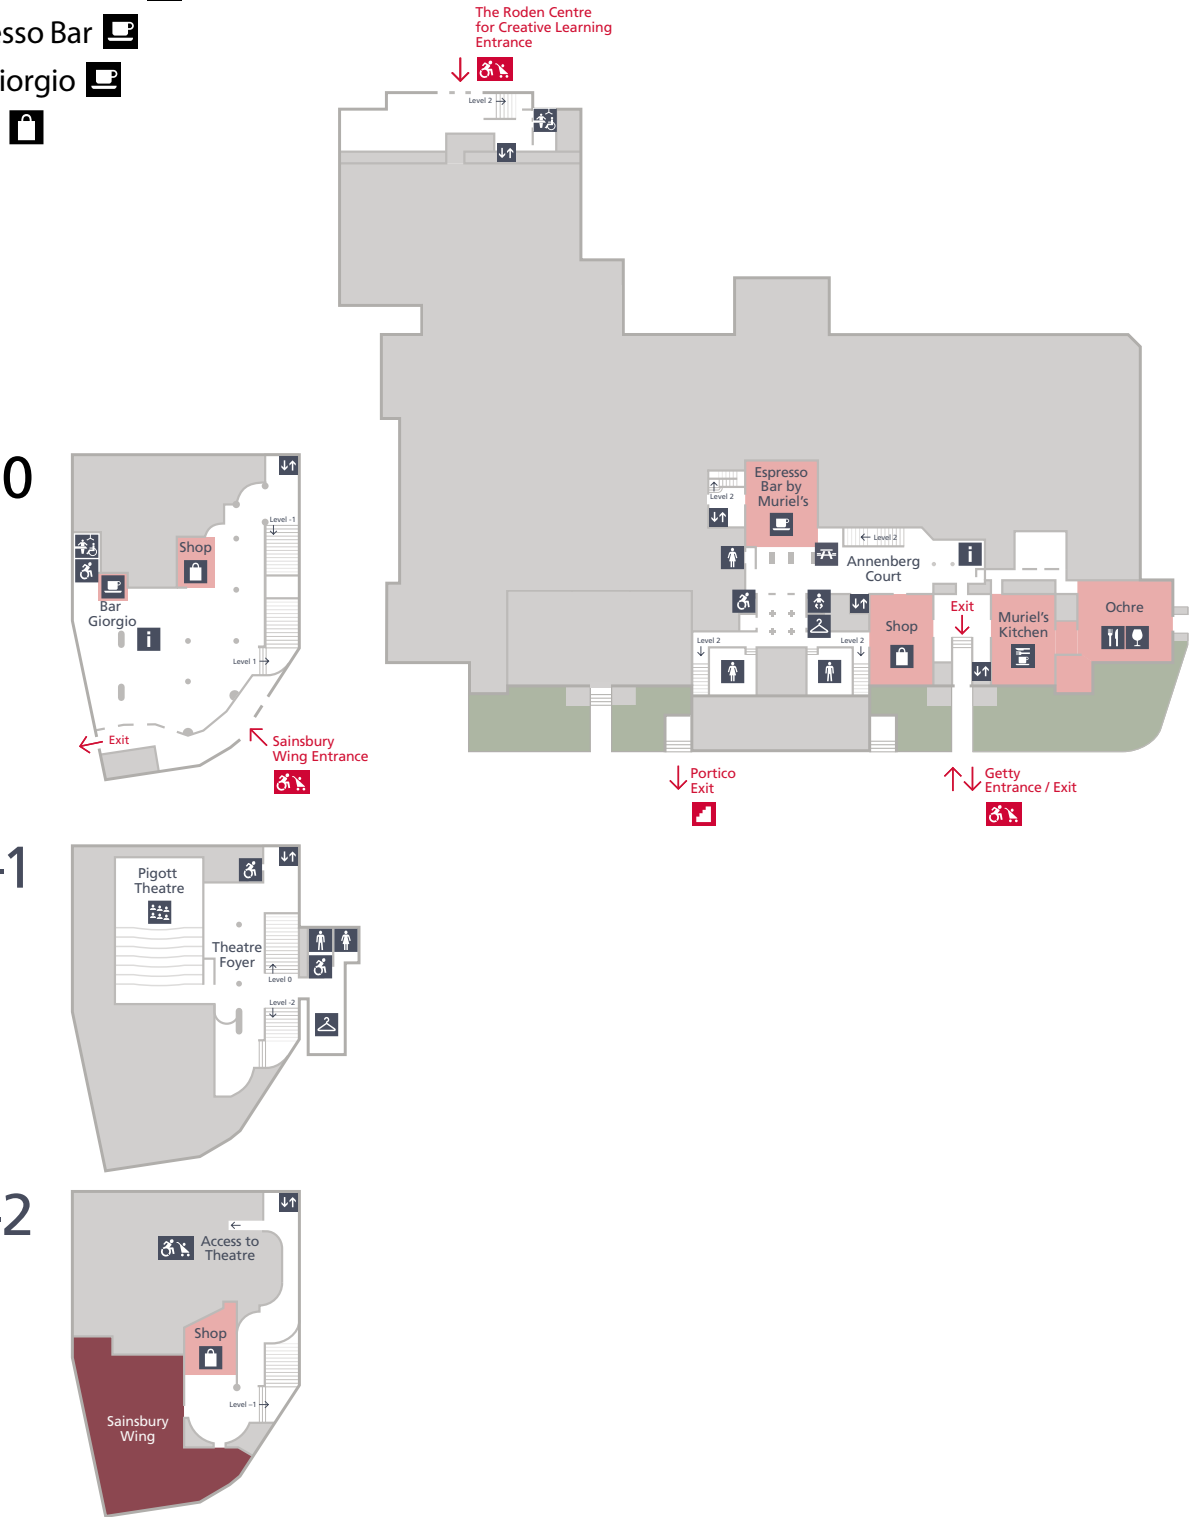 sso Bar
iorgio
The Roden Centre
for Creative Learning
Entrance
Level 2
0
Level -1
Shop
Bar
Giorgio
Level 1
Exit
Sainsbury
Wing Entrance
Espresso
Bar by
Muriel's
Level 2
Level 2
Annenberg
Court
Exit
Shop
Muriel's
Kitchen
Ochre
Level 2
Level 2
Portico
Exit
Getty
Entrance / Exit
-1
Pigott
Theatre
Theatre
Foyer
Level 0
Level -2
-2
Access to
Theatre
Shop
Level -1
Sainsbury
Wing